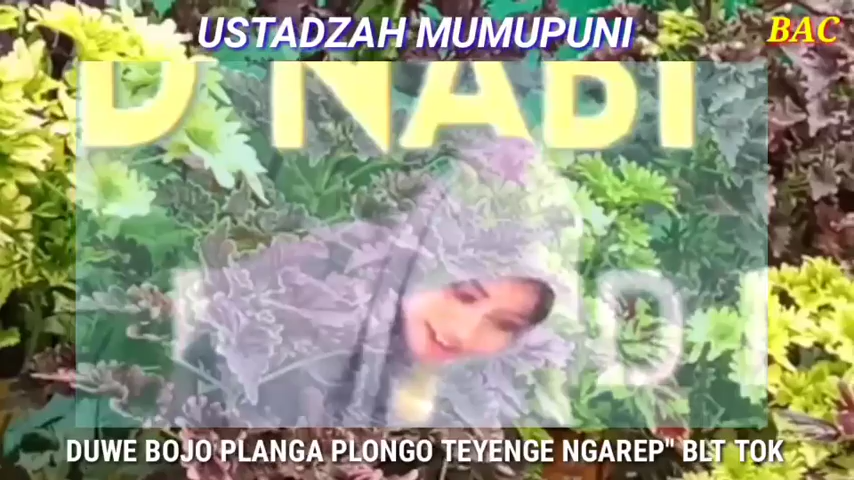 USTADZAH MUMUPUNI
BAC
D NABI
D
DUWE BOJO PLANGA PLONGO TEYENGE NGAREP" BLT TOK